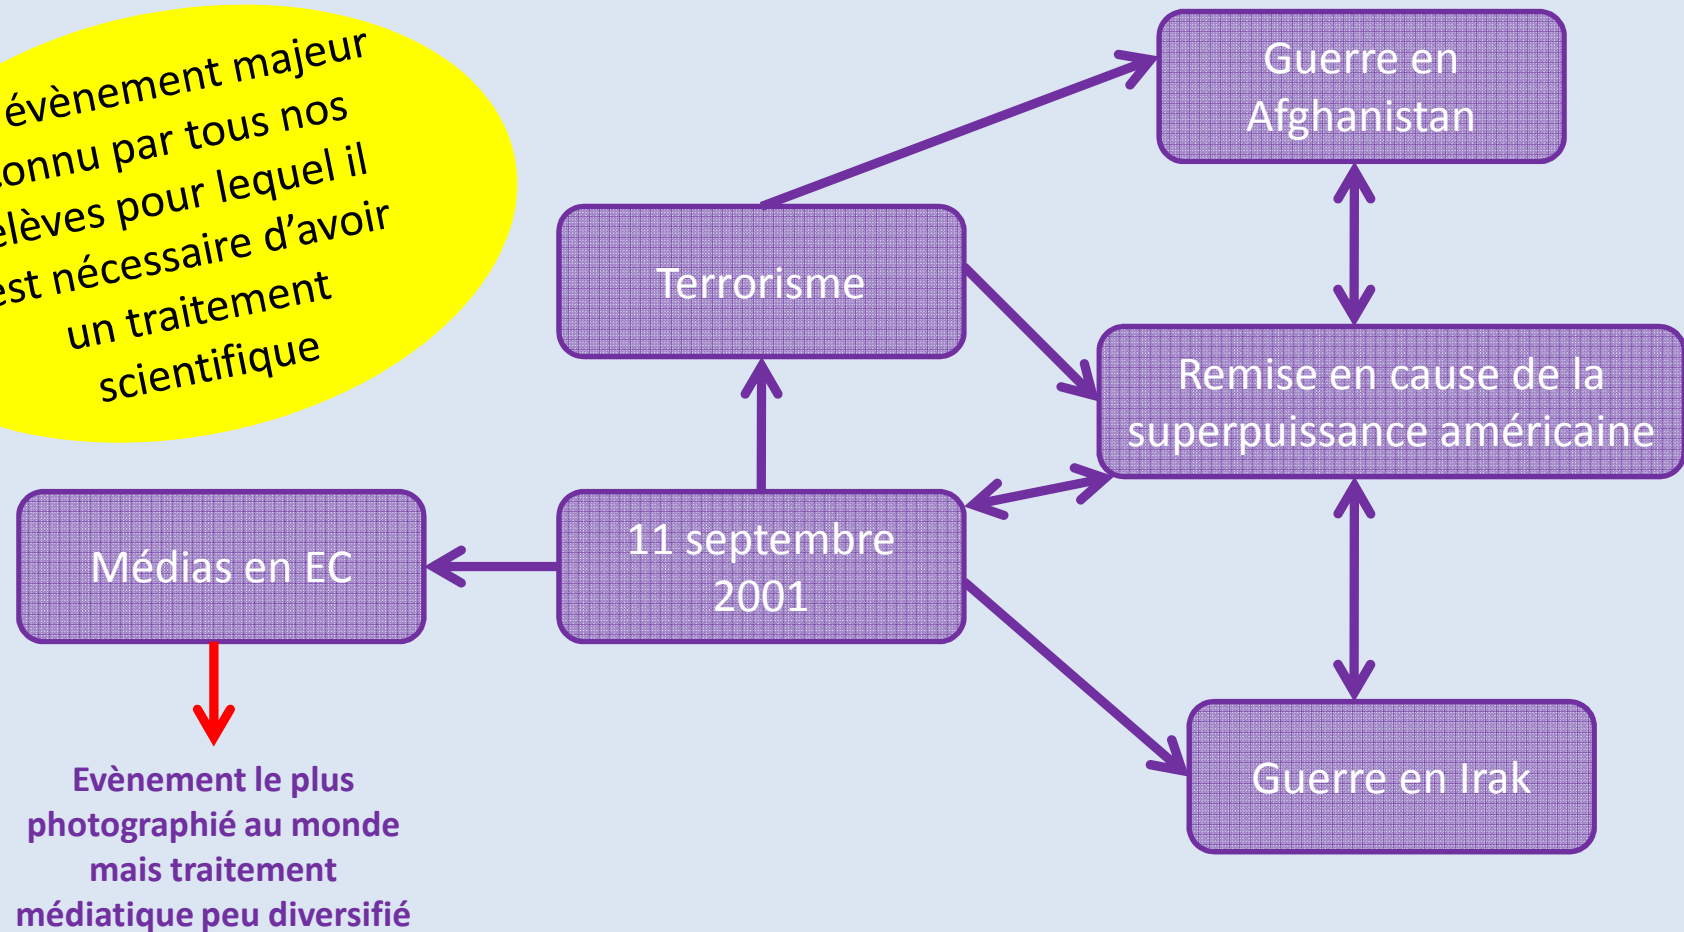 évènement majeur
connu par tous nos
élèves pour lequel il
est nécessaire d’avoir
un traitement
scientifique
Guerre en
Afghanistan
Terrorisme
Remise en cause de la
superpuissance américaine
Médias en EC
11 septembre
2001
Guerre en Irak
Evènement le plus
photographié au monde
mais traitement
médiatique peu diversifié